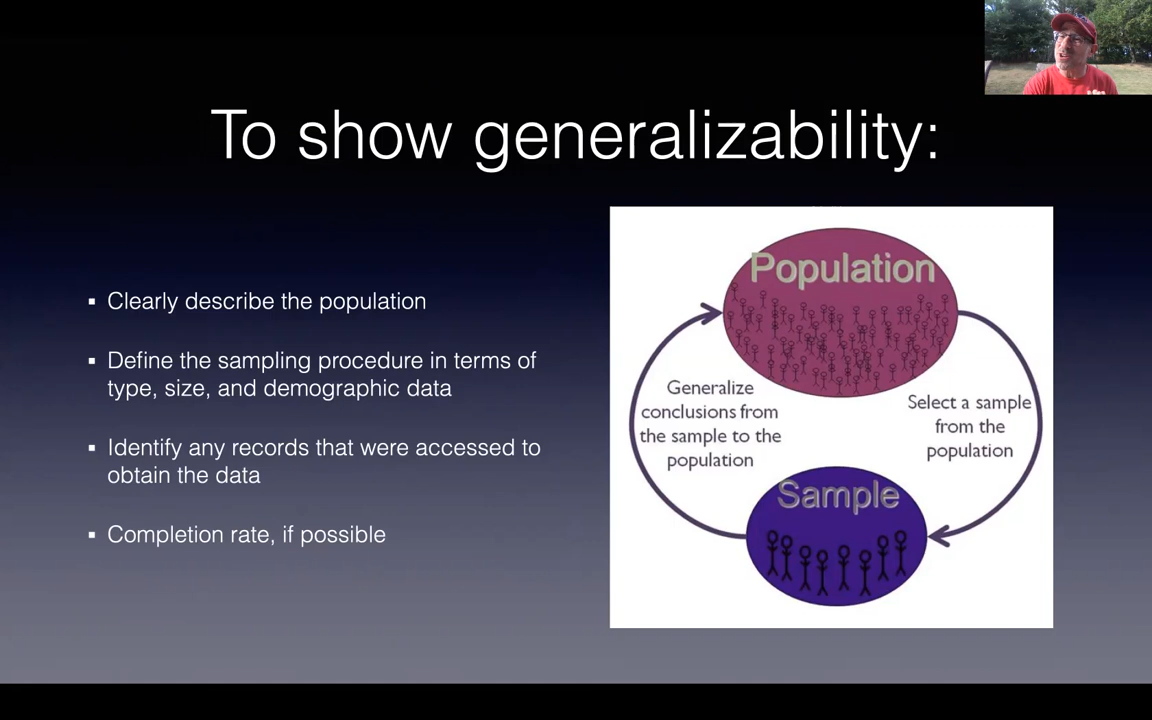 To show generalizability:
▪ Clearly describe the population
▪ Define the sampling procedure in terms of
type, size, and demographic data
▪ Identify any records that were accessed to
obtain the data
▪ Completion rate, if possible
Population
Generalize
conclusions from
the sample to the
population
Select a sample
from the
population
Sample